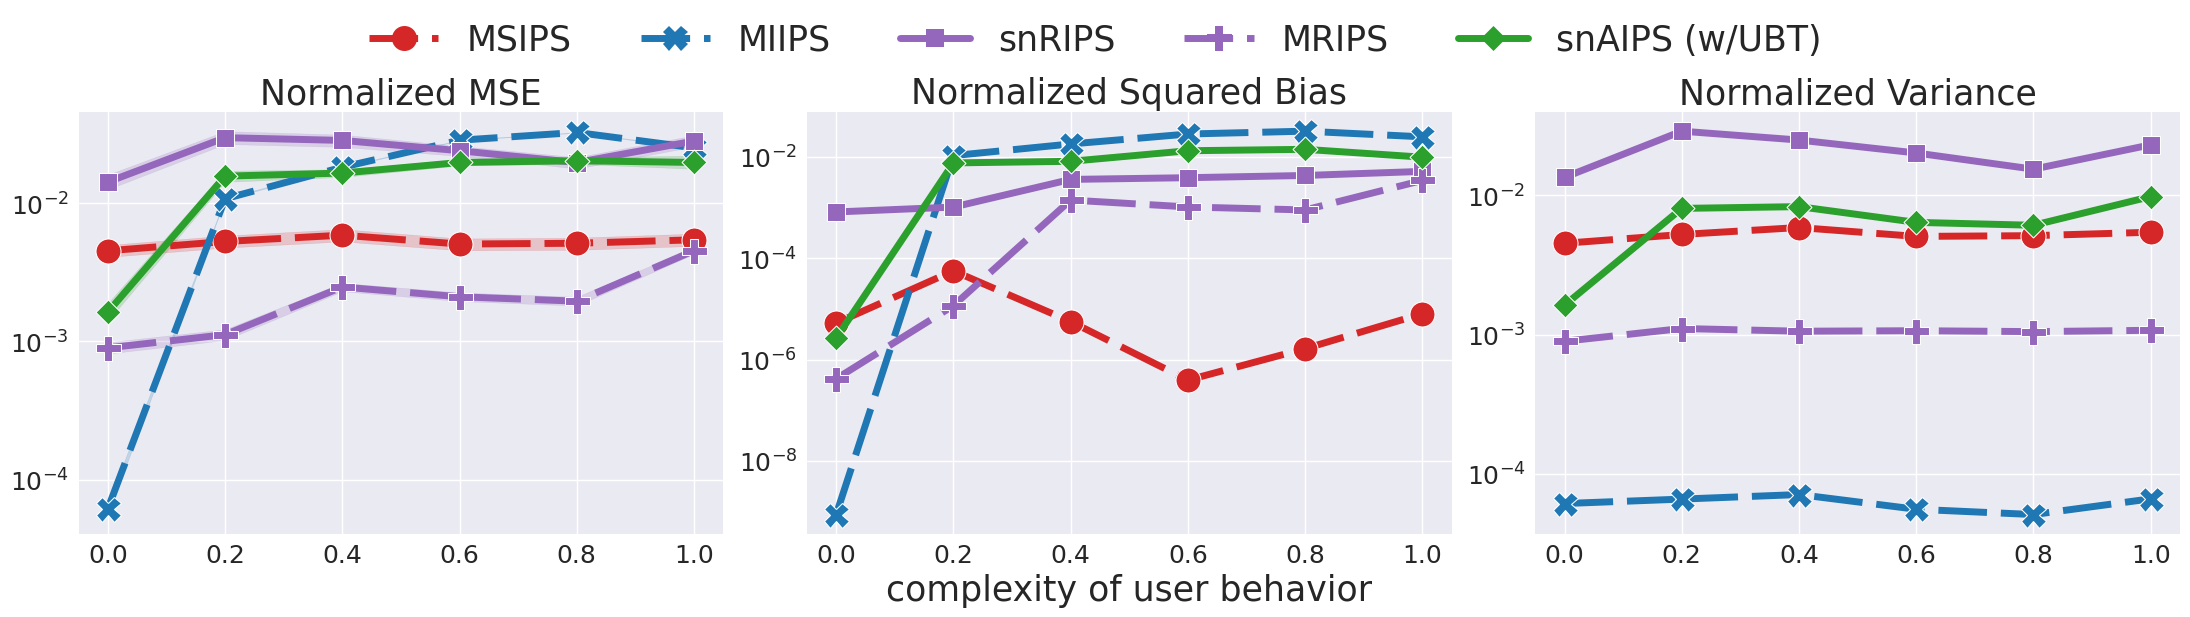 MSIPS MIIPS snRIPS MRIPS snAIPS (w/UBT)
Normalized MSE
10⁻²
10⁻³
10⁻⁴
0.0 0.2 0.4 0.6 0.8 1.0
Normalized Squared Bias
10⁻²
10⁻⁴
10⁻⁶
10⁻⁸
0.0 0.2 0.4 0.6 0.8 1.0
Normalized Variance
10⁻²
10⁻³
10⁻⁴
0.0 0.2 0.4 0.6 0.8 1.0
complexity of user behavior